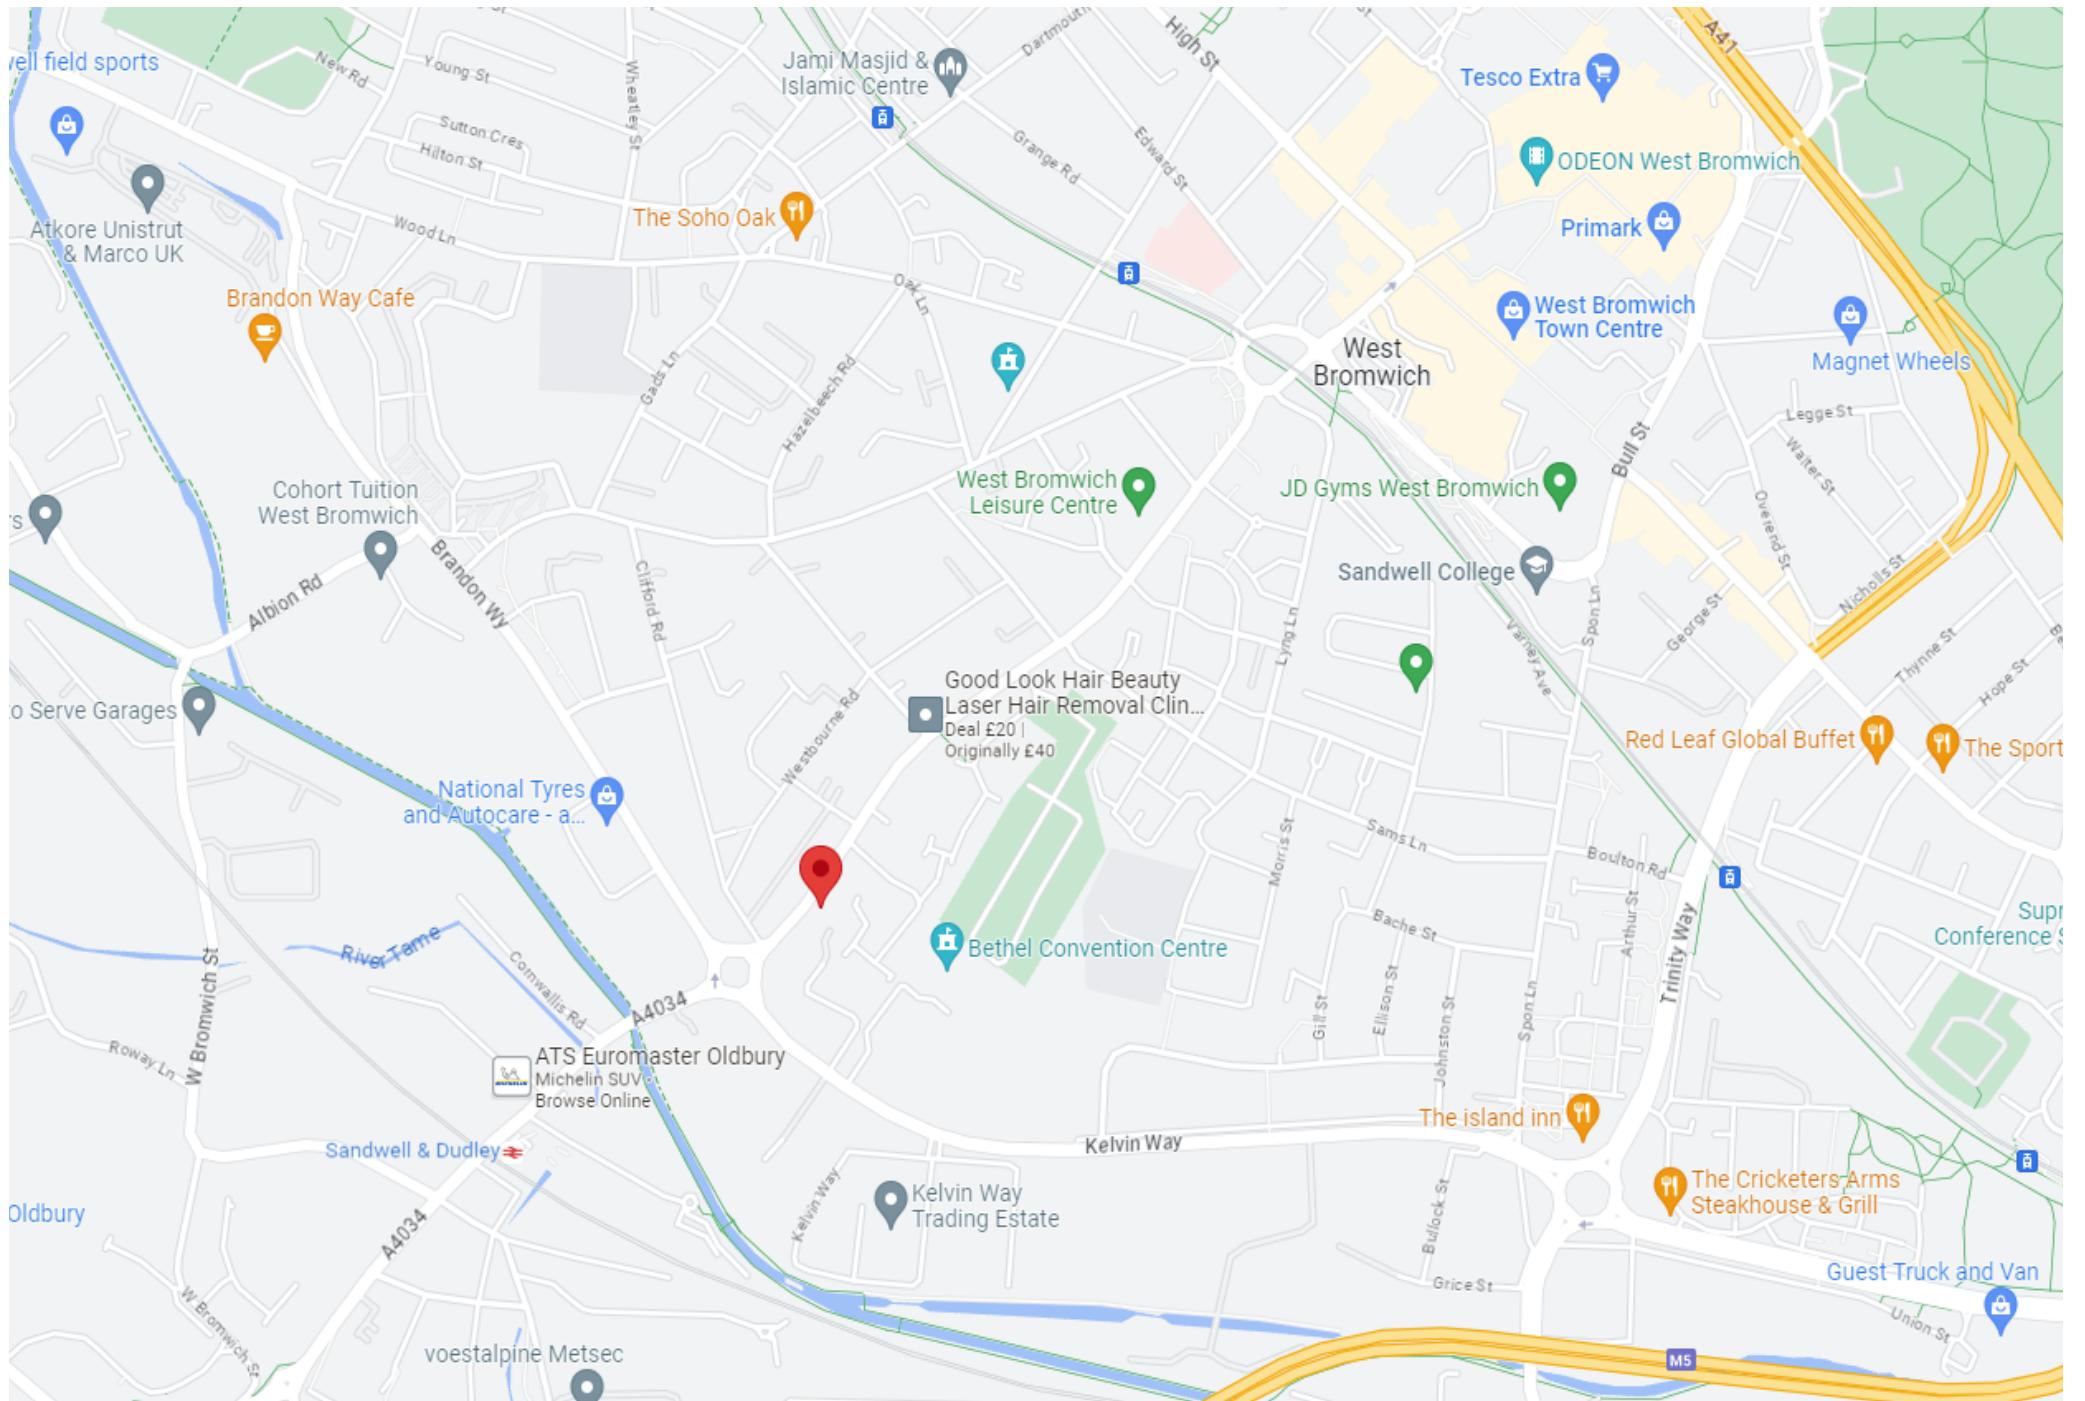 High St
A41
Dartmouth
Jami Masjid &
Islamic Centre
Tesco Extra
ell field sports
New Rd
Young St
Wheatley St
Sutton Cres
Hilton St
Grange Rd
Edward St
ODEON West Bromwich
Atkore Unistrut
& Marco UK
Wood Ln
The Soho Oak
Primark
Brandon Way Cafe
Oak Ln
West Bromwich
Town Centre
West
Bromwich
Magnet Wheels
Gads Ln
Hazelbeech Rd
Legge St
Bull St
Walter St
Cohort Tuition
West Bromwich
West Bromwich
Leisure Centre
JD Gyms West Bromwich
Overend St
rs
Brandon Wy
Albion Rd
Clifford Rd
Sandwell College
Spon Ln
Nicholls St
George St
Lyng Ln
Varney Ave
Thynne St
Hope St
Good Look Hair Beauty
Laser Hair Removal Clin...
Deal £20 |
Originally £40
to Serve Garages
Westbourne Rd
Red Leaf Global Buffet
The Sport
National Tyres
and Autocare - a...
Morris St
Sams Ln
Boulton Rd
Arthur St
Bache St
Supr
Conference S
River Tame
Cornwallis Rd
Bethel Convention Centre
Trinity Way
W Bromwich St
A4034
Gill St
Ellison St
Johnston St
Spon Ln
Roway Ln
ATS Euromaster Oldbury
Michelin SUV
Browse Online
The island inn
Sandwell & Dudley
Kelvin Way
Kelvin Way
Kelvin Way
Trading Estate
Bullock St
The Cricketers Arms
Steakhouse & Grill
Oldbury
A4034
Grice St
Guest Truck and Van
W Bromwich St
Union St
voestalpine Metsec
M5